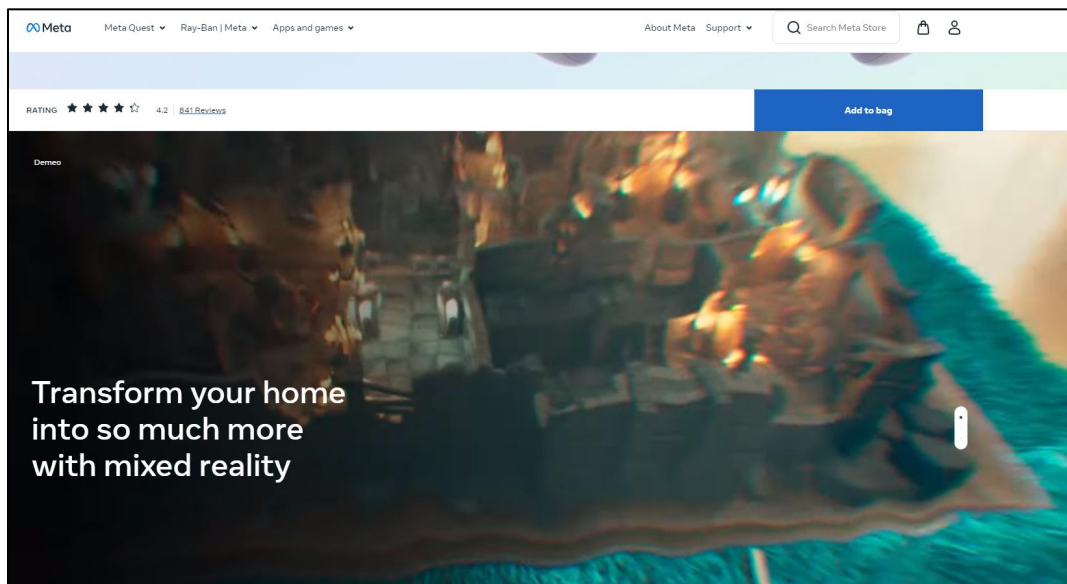 Meta Meta Quest Ray-Ban | Meta Apps and games About Meta Support Search Meta Store
RATING 4.2 841 Reviews Add to bag
Demeo
Transform your home
into so much more
with mixed reality